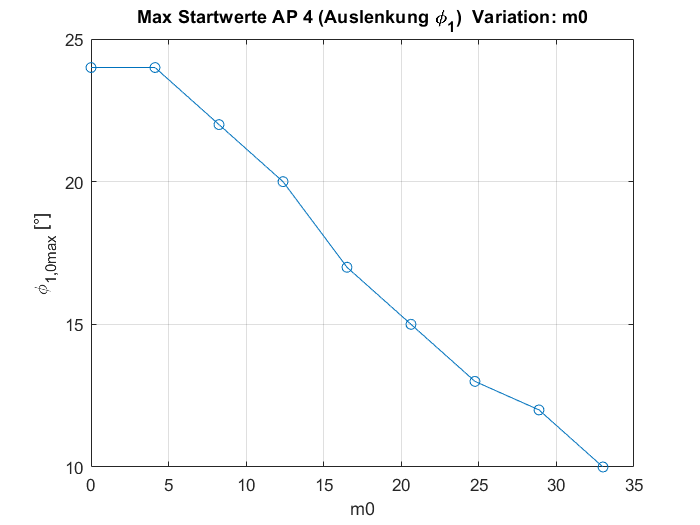 Max Startwerte AP 4 (Auslenkung ϕ₁)  Variation: m0
25
20
15
10
ϕ₁,₀ₘₐₓ [°]
0 5 10 15 20 25 30 35
m0